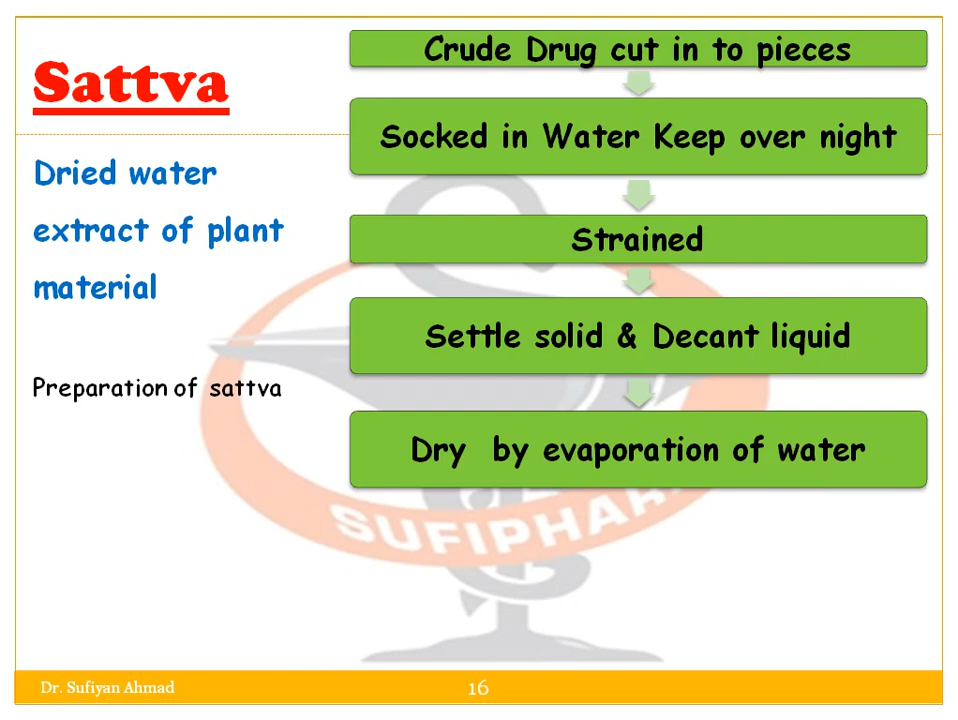 Sattva
Dried water
extract of plant
material
Preparation of sattva
Crude Drug cut in to pieces
Socked in Water Keep over night
Strained
Settle solid & Decant liquid
Dry by evaporation of water
SUFIPHAR
Dr. Sufiyan Ahmad
16